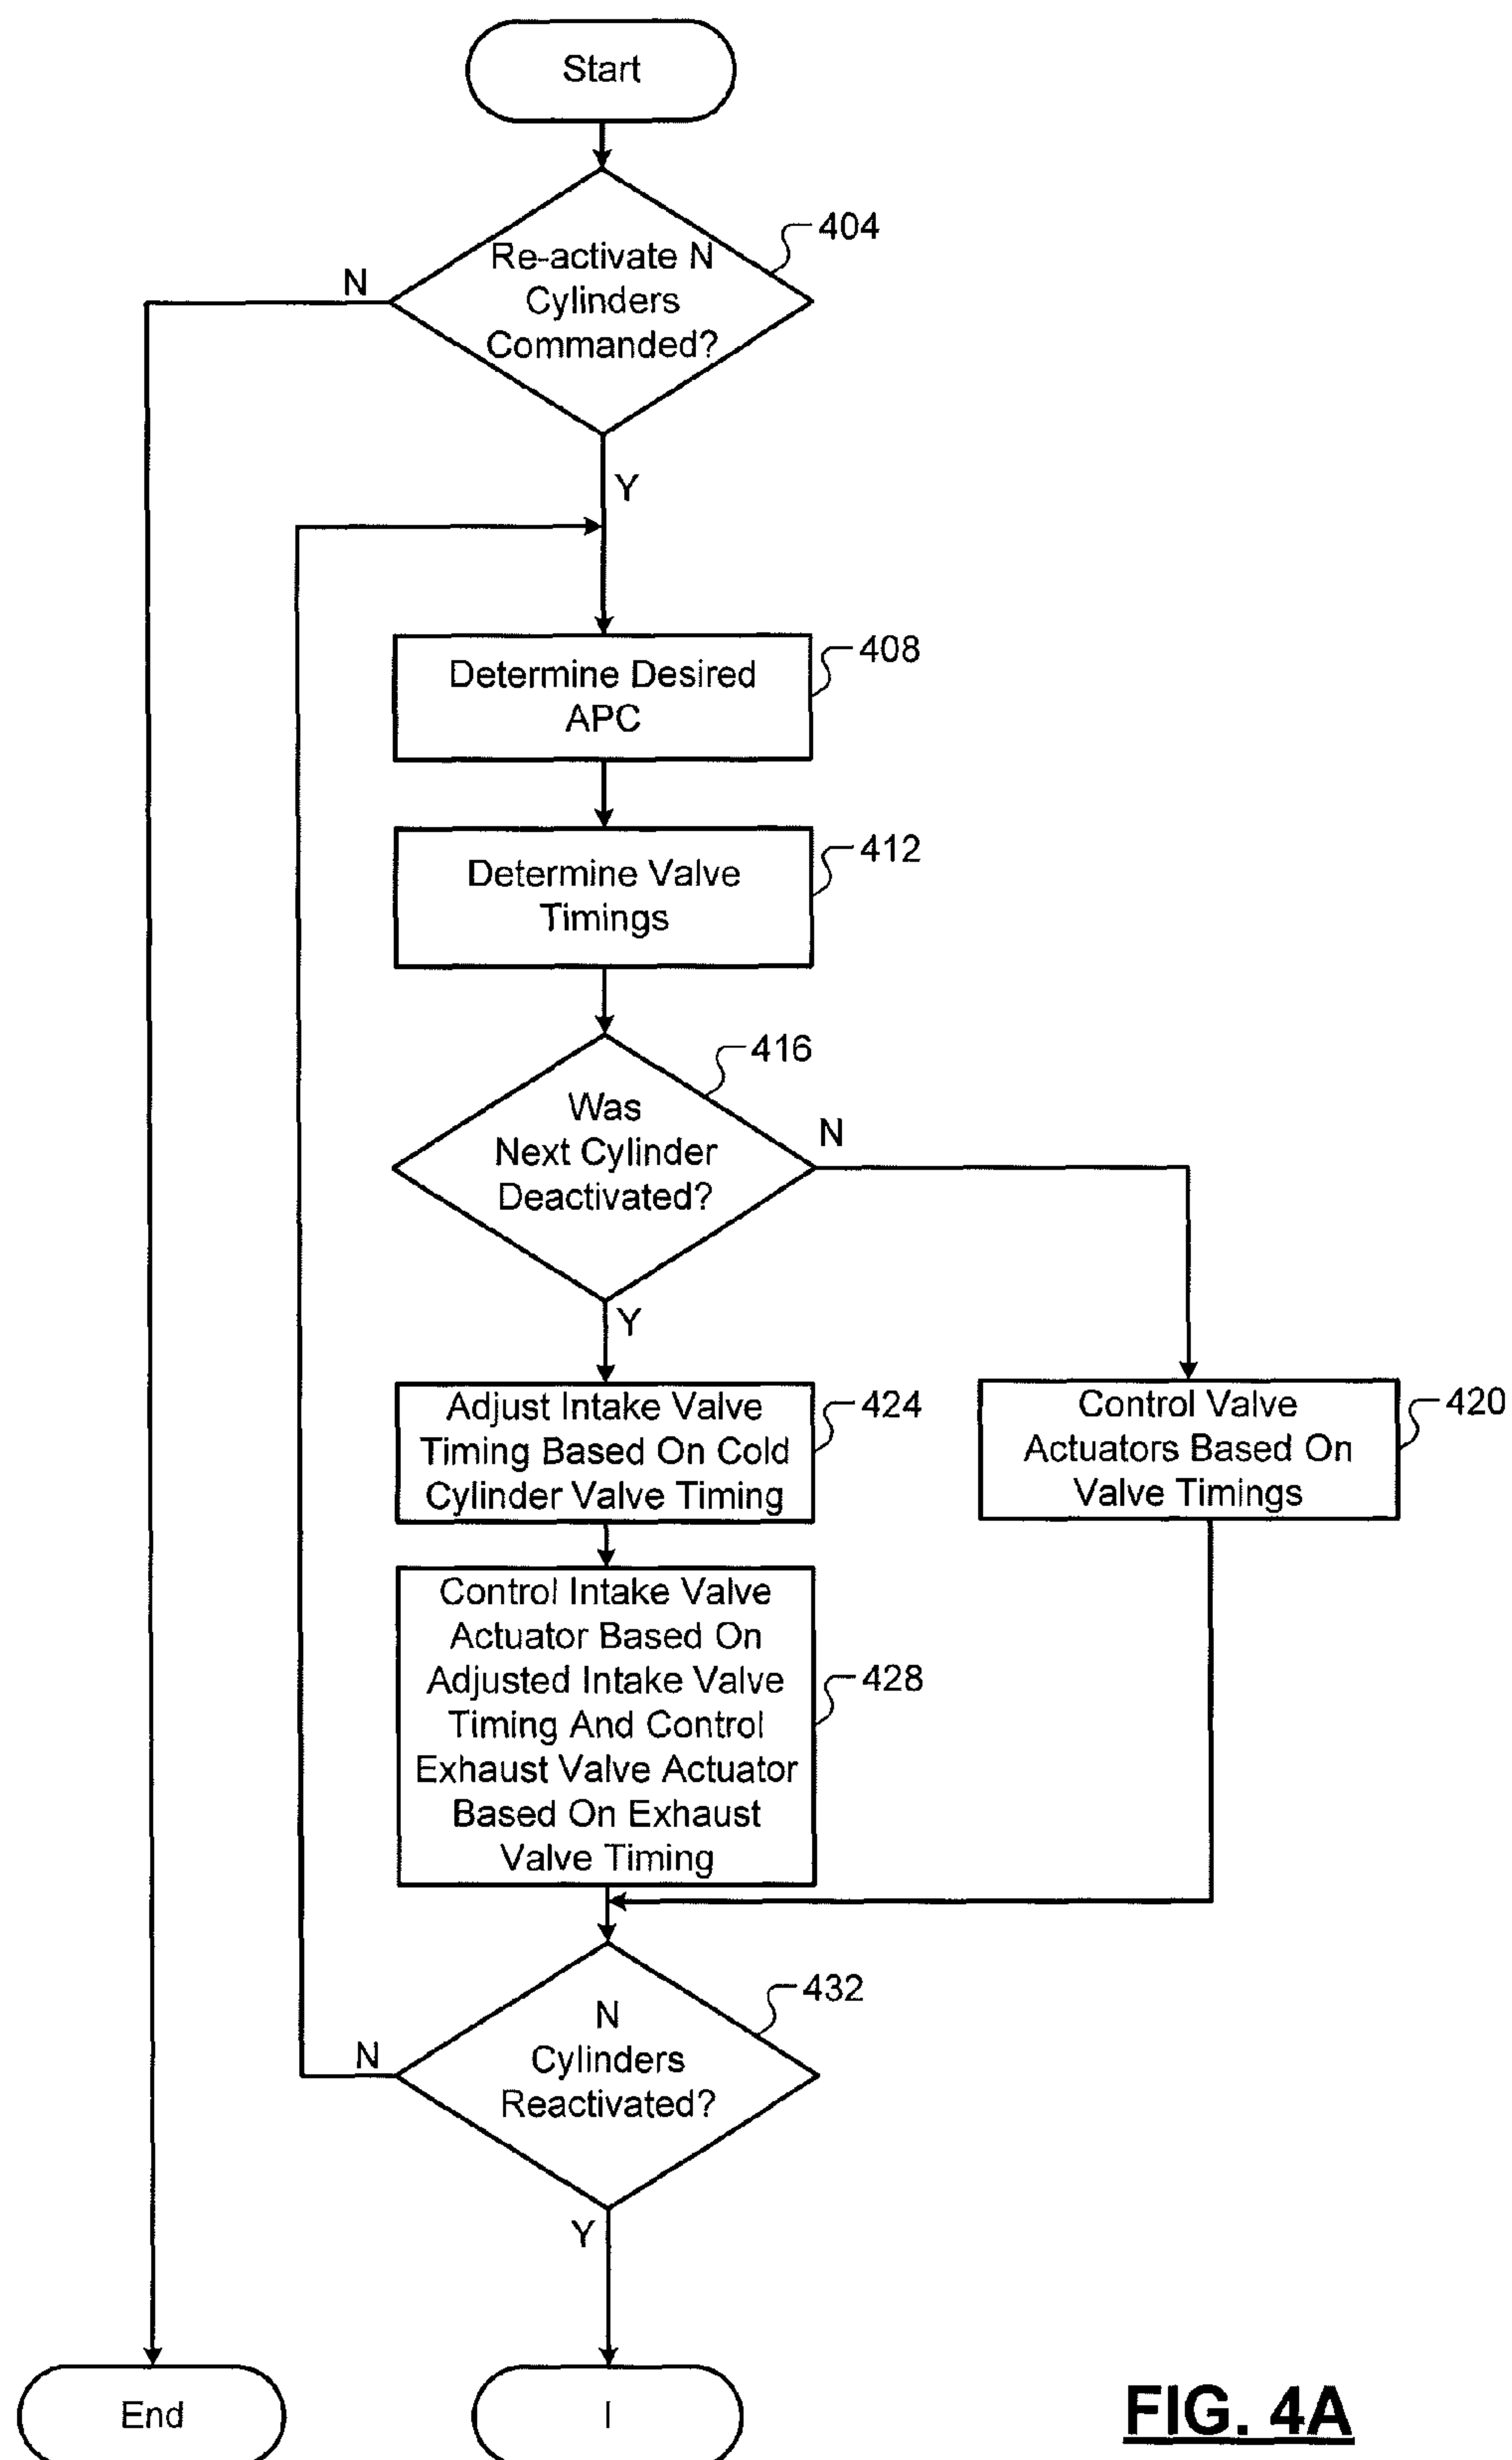 Start
404
Re-activate N
Cylinders
Commanded?
N
Y
408
Determine Desired
APC
412
Determine Valve
Timings
416
Was
Next Cylinder
Deactivated?
N
Y
424
Adjust Intake Valve
Timing Based On Cold
Cylinder Valve Timing
420
Control Valve
Actuators Based On
Valve Timings
428
Control Intake Valve
Actuator Based On
Adjusted Intake Valve
Timing And Control
Exhaust Valve Actuator
Based On Exhaust
Valve Timing
432
N
Cylinders
Reactivated?
N
Y
End
I
FIG. 4A